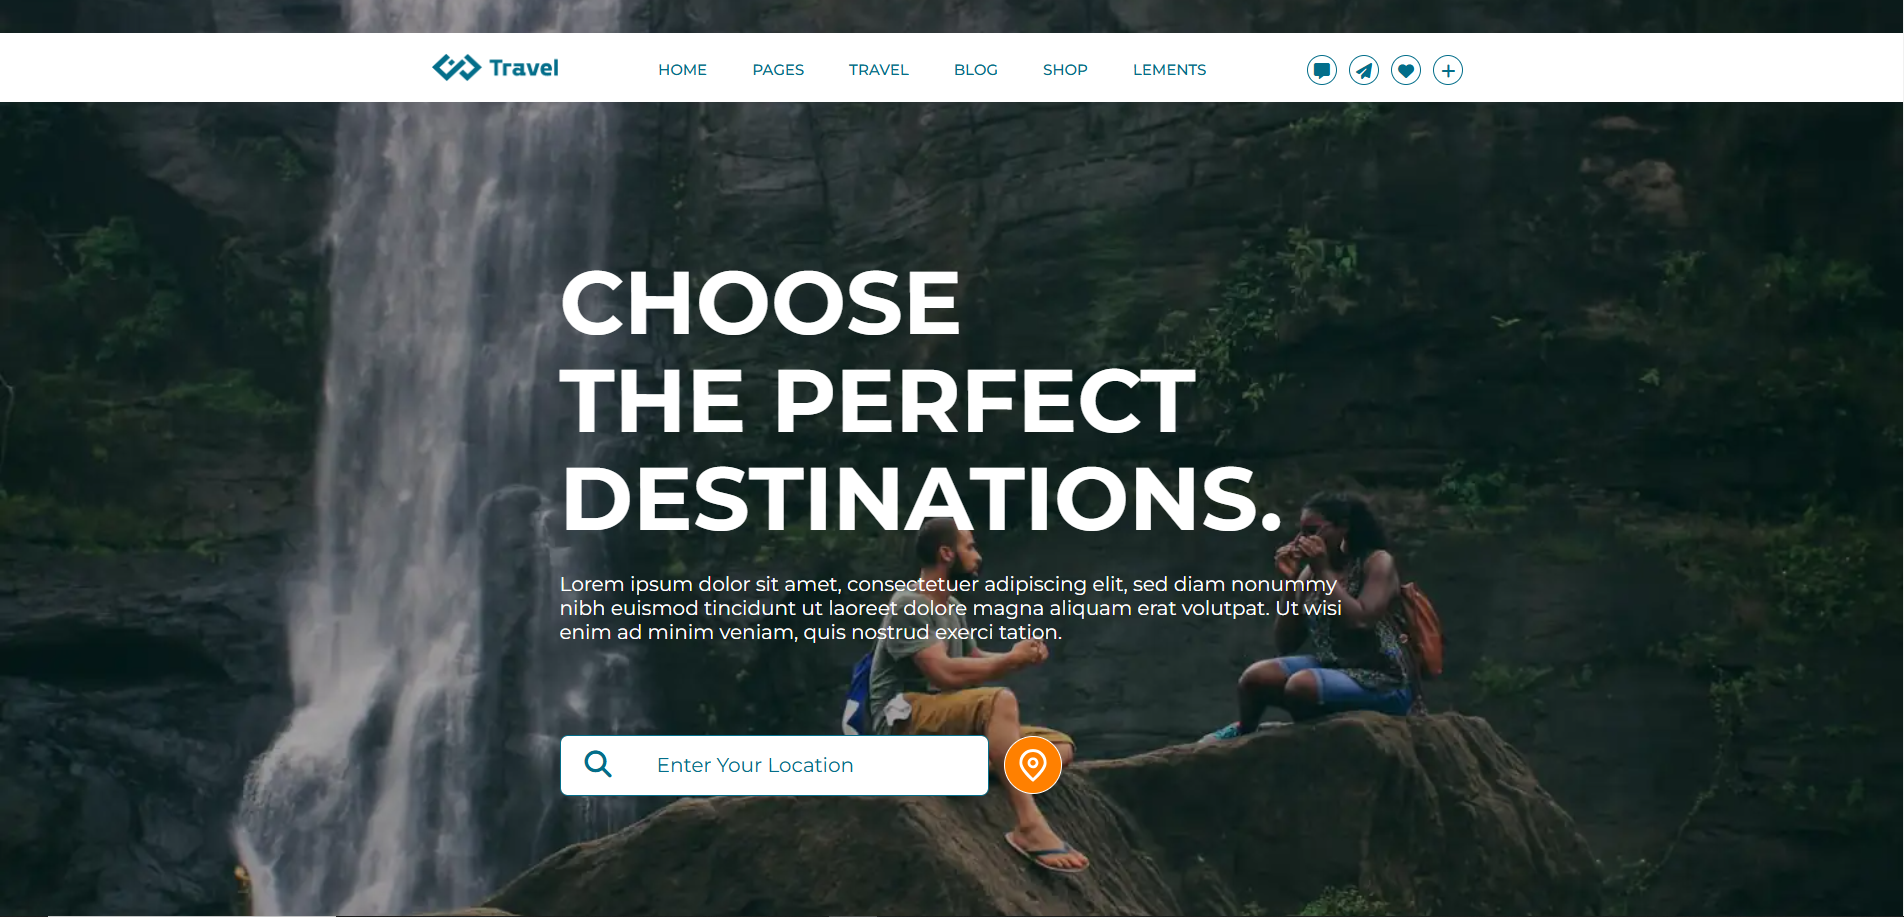 Travel
HOME PAGES TRAVEL BLOG SHOP LEMENTS
CHOOSE
THE PERFECT
DESTINATIONS.
Lorem ipsum dolor sit amet, consectetuer adipiscing elit, sed diam nonummy
nibh euismod tincidunt ut laoreet dolore magna aliquam erat volutpat. Ut wisi
enim ad minim veniam, quis nostrud exerci tation.
Enter Your Location